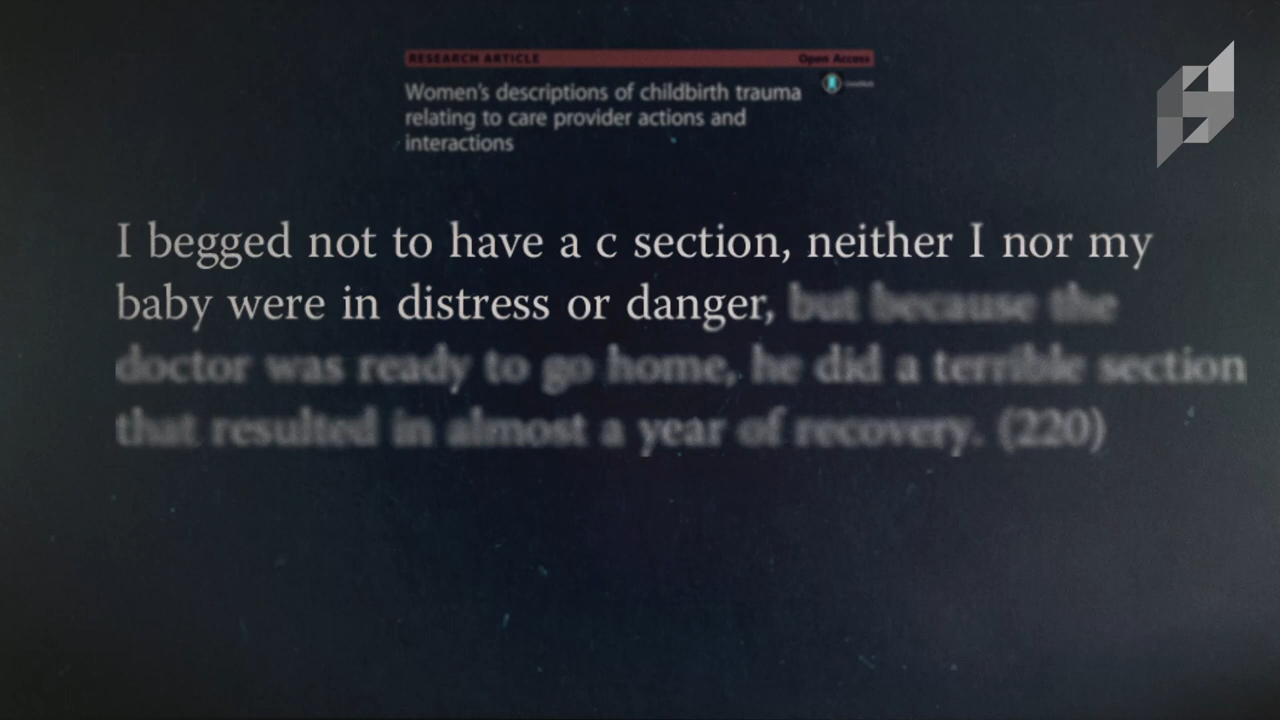 RESEARCH ARTICLE Open Access
Women's descriptions of childbirth trauma
relating to care provider actions and
interactions
I begged not to have a c section, neither I nor my
baby were in distress or danger, but because the
doctor was ready to go home, he did a terrible section
that resulted in almost a year of recovery. (220)